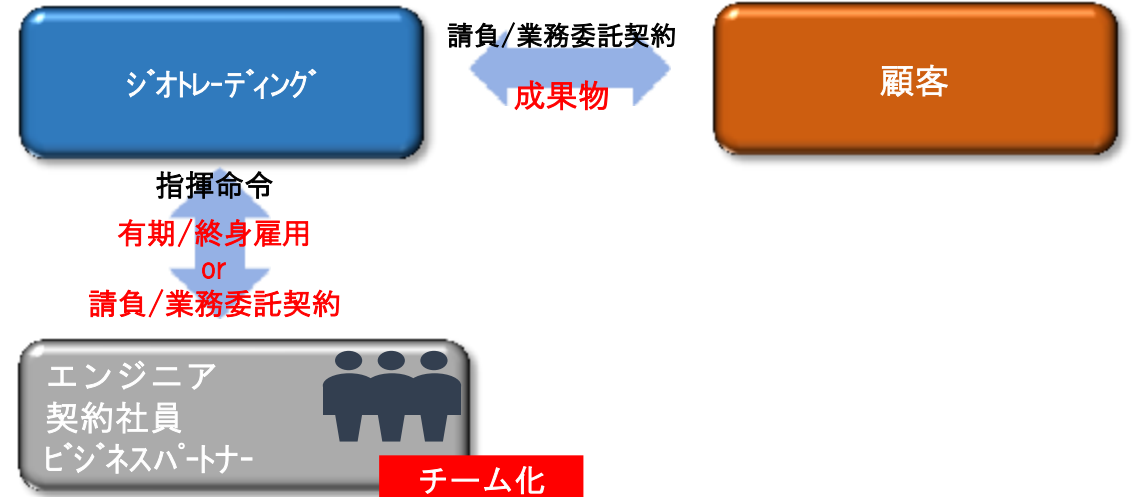 ｼﾞｵﾄﾚｰﾃﾞｨﾝｸﾞ
請負/業務委託契約
成果物
顧客
指揮命令
有期/終身雇用
or
請負/業務委託契約
エンジニア
契約社員
ﾋﾞｼﾞﾈｽﾊﾟｰﾄﾅｰ
チーム化